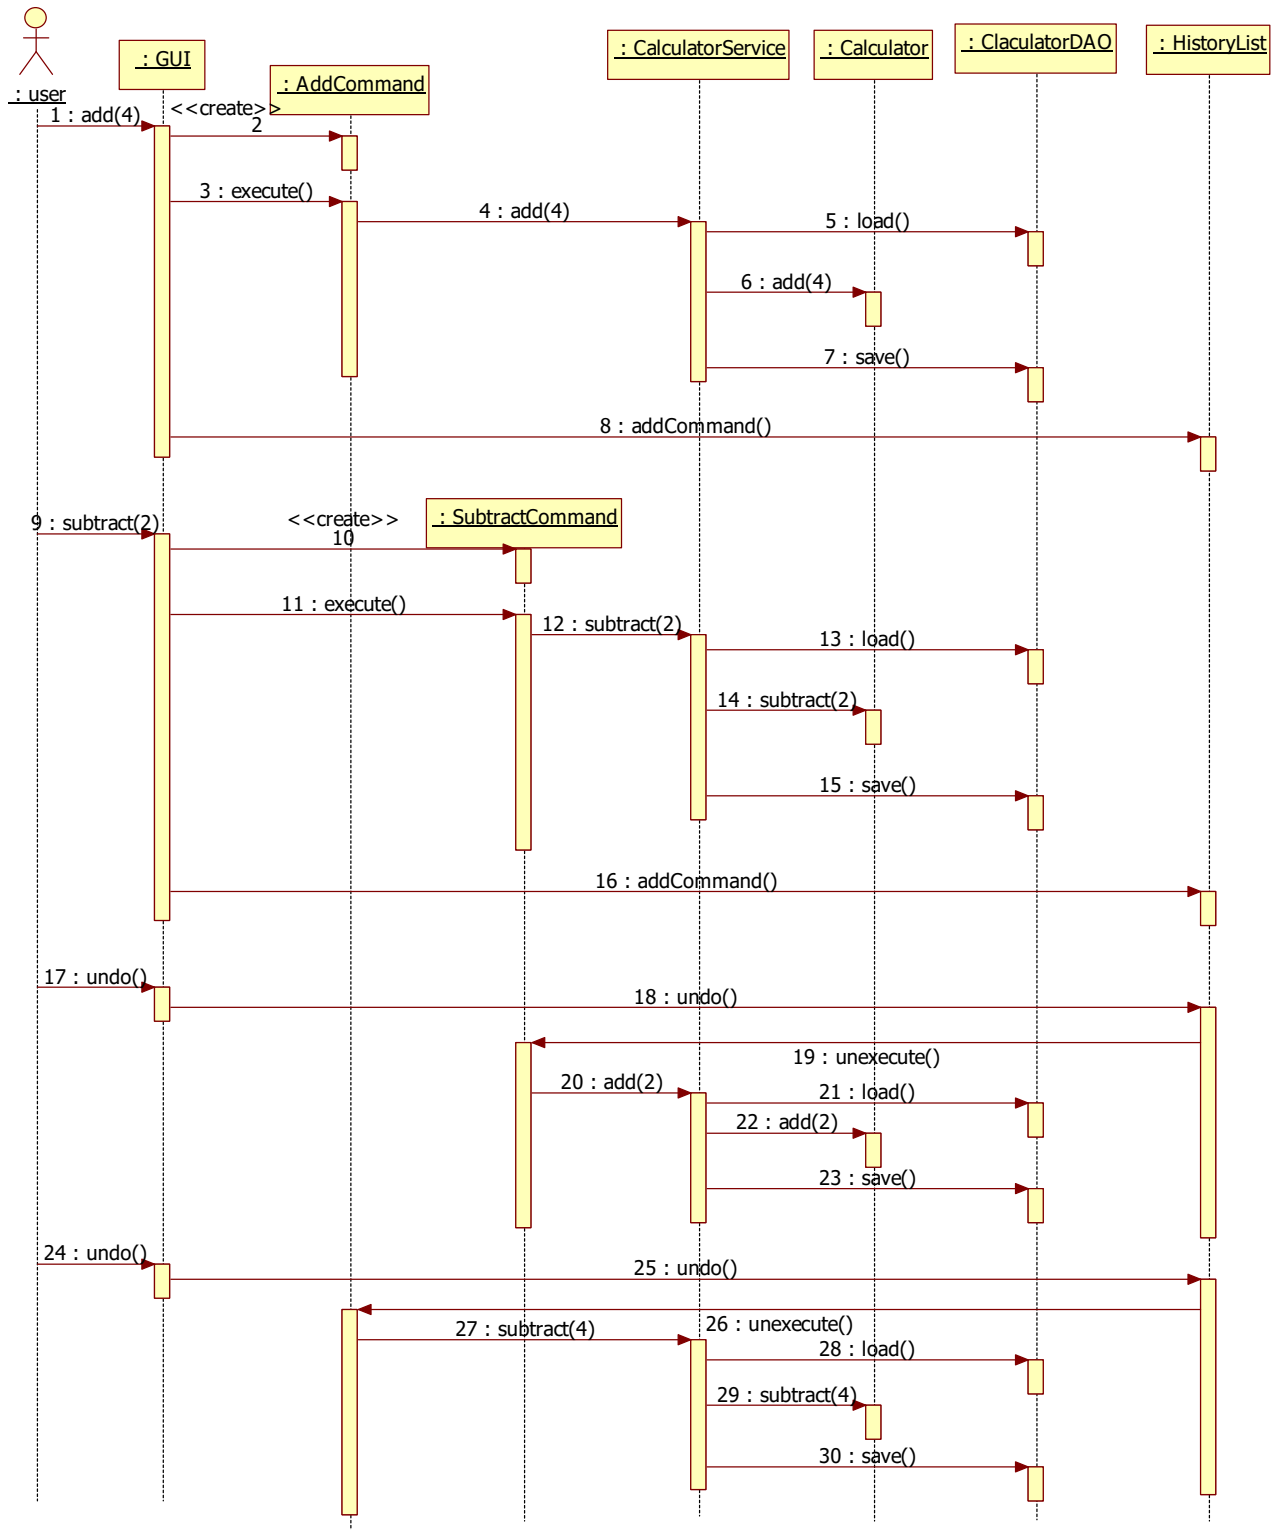 : user
: GUI
: AddCommand
: CalculatorService
: Calculator
: ClaculatorDAO
: HistoryList
1 : add(4)
<<create>>
2
3 : execute()
4 : add(4)
5 : load()
6 : add(4)
7 : save()
8 : addCommand()
: SubtractCommand
9 : subtract(2)
<<create>>
10
11 : execute()
12 : subtract(2)
13 : load()
14 : subtract(2)
15 : save()
16 : addCommand()
17 : undo()
18 : undo()
19 : unexecute()
20 : add(2)
21 : load()
22 : add(2)
23 : save()
24 : undo()
25 : undo()
26 : unexecute()
27 : subtract(4)
28 : load()
29 : subtract(4)
30 : save()